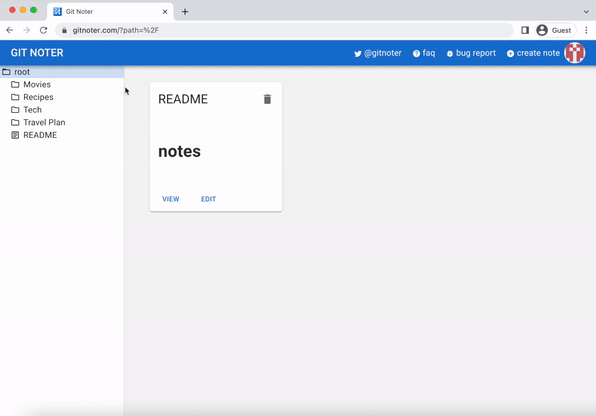 Git Noter
gitnoter.com/?path=%2F
Guest
GIT NOTER
@gitnoter
faq
bug report
create note
root
Movies
Recipes
Tech
Travel Plan
README
README
notes
VIEW
EDIT